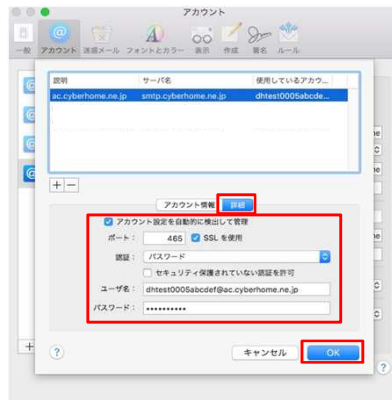 アカウント
一般 アカウント 迷惑メール フォントとカラー 表示 作成 署名 ルール
説明 サーバ名 使用しているアカウ...
ac.cyberhome.ne.jp smtp.cyberhome.ne.jp dhtest0005abcde...
+ −
アカウント情報 詳細
アカウント設定を自動的に検出して管理
ポート: 465 SSL を使用
認証: パスワード
セキュリティ保護されていない認証を許可
ユーザ名: dhtest0005abcdef@ac.cyberhome.ne.jp
パスワード: ••••••••••
+ ? キャンセル OK
?